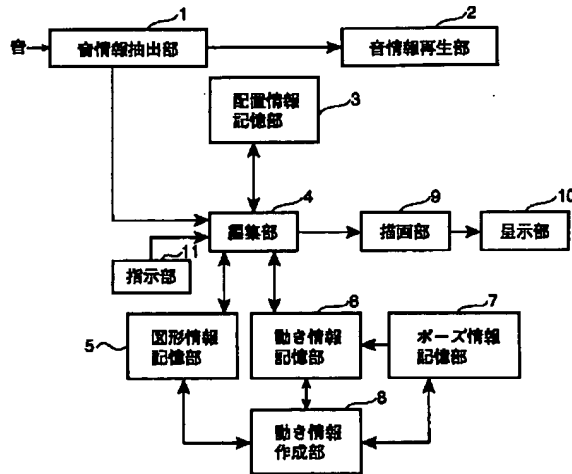 1
2
音
音情報抽出部
音情報再生部
配置情報
記憶部
3
4
9
10
編集部
描画部
呈示部
指示部
11
6
7
5
図形情報
記憶部
動き情報
記憶部
ポーズ情報
記憶部
8
動き情報
作成部